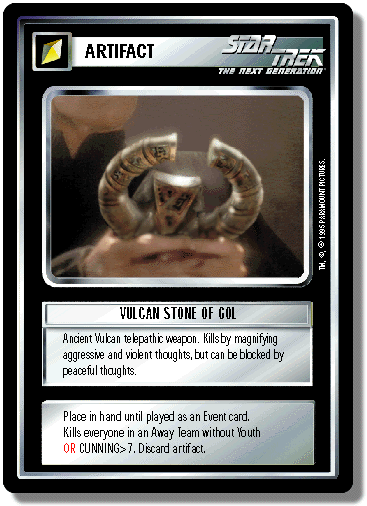 ARTIFACT
STAR TREK
THE NEXT GENERATION
TM, ©, ® 1995 PARAMOUNT PICTURES.
VULCAN STONE OF GOL
Ancient Vulcan telepathic weapon. Kills by magnifying
aggressive and violent thoughts, but can be blocked by
peaceful thoughts.
Place in hand until played as an Event card.
Kills everyone in an Away Team without Youth
OR CUNNING>7. Discard artifact.